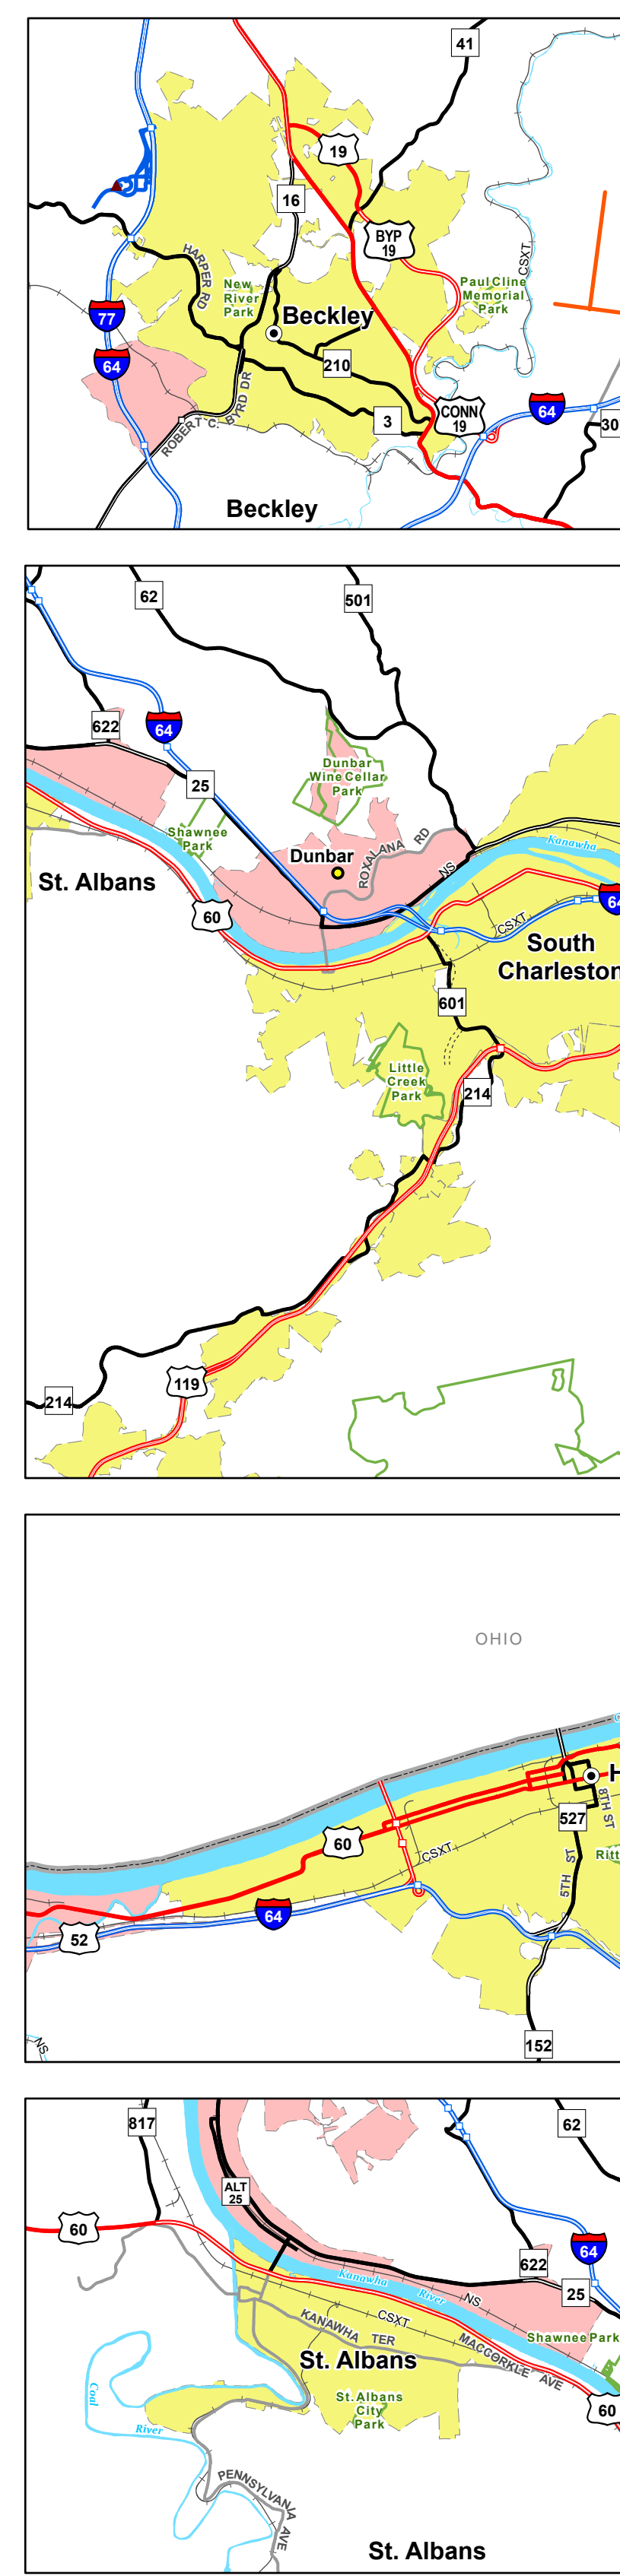 41
19
16
BYP
19
HARPER RD
CSXT
New
River
Park
Paul Cline
Memorial
Park
77
Beckley
64
210
3
CONN
19
64
ROBERT C. BYRD DR
Beckley
62
501
622
64
25
Dunbar
Wine Cellar
Park
Shawnee
Park
ROXALANA RD
Kanawha
Dunbar
NS
St. Albans
60
CSXT
South
Charleston
601
Little
Creek
Park
214
119
214
OHIO
8TH ST
527
60
CSXT
5TH ST
64
52
152
NS
817
62
ALT
25
60
64
622
25
Kanawha River
NS
CSXT
KANAWHA TER
MACCORKLE AVE
Shawnee Park
St. Albans
St. Albans
City
Park
60
Coal
River
PENNSYLVANIA AVE
St. Albans